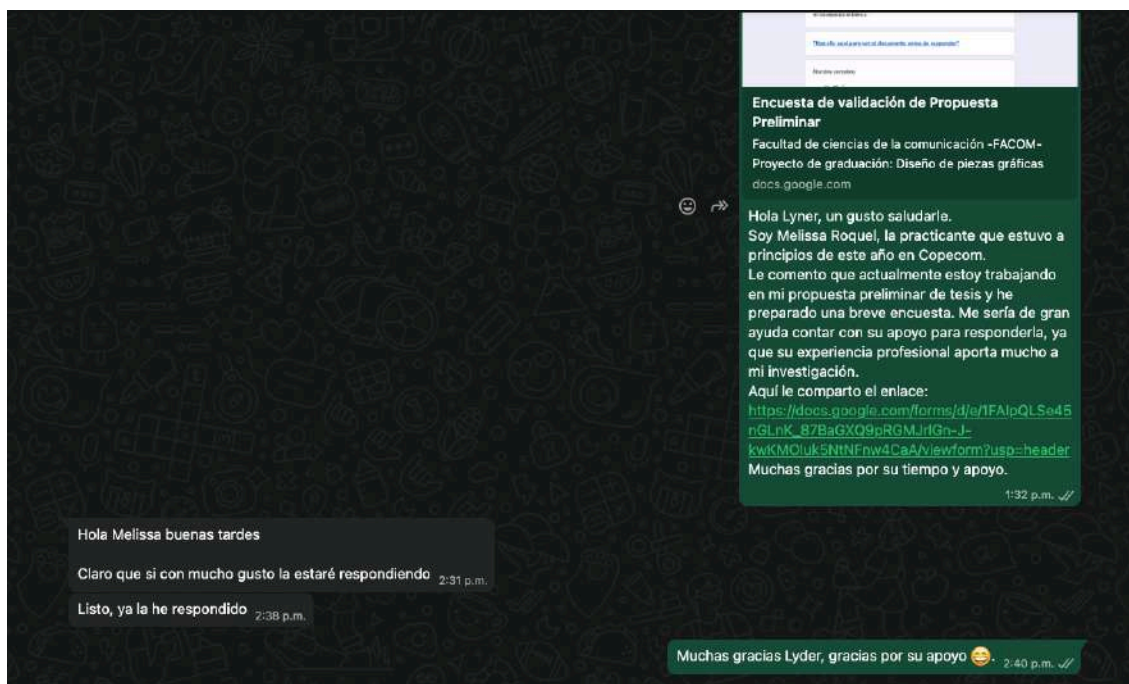 Nombre completo
Encuesta de validación de Propuesta
Preliminar
Facultad de ciencias de la comunicación -FACOM-
Proyecto de graduación: Diseño de piezas gráficas
docs.google.com
Hola Lyner, un gusto saludarle.
Soy Melissa Roquel, la practicante que estuvo a
principios de este año en Copecom.
Le comento que actualmente estoy trabajando
en mi propuesta preliminar de tesis y he
preparado una breve encuesta. Me sería de gran
ayuda contar con su apoyo para responderla, ya
que su experiencia profesional aporta mucho a
mi investigación.
Aquí le comparto el enlace:
https://docs.google.com/forms/d/e/1FAIpQLSe45
nGLnK_87BaGXQ9pRGMJrlGn-J-
kwKMOluk5NtNFnw4CaA/viewform?usp=header
Muchas gracias por su tiempo y apoyo.
1:32 p.m.
Hola Melissa buenas tardes
Claro que si con mucho gusto la estaré respondiendo 2:31 p.m.
Listo, ya la he respondido 2:38 p.m.
Muchas gracias Lyder, gracias por su apoyo 😄. 2:40 p.m.